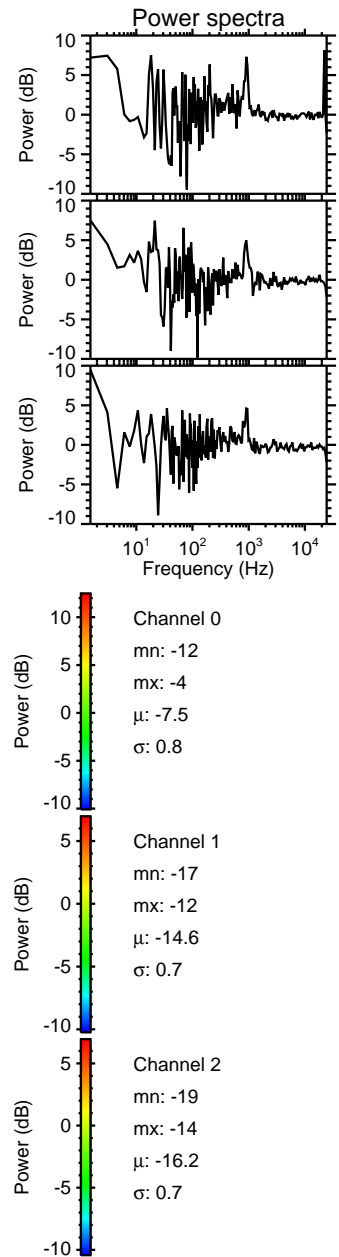 Power spectra
10
5
0
-5
-10
Power (dB)
10
5
0
-5
-10
Power (dB)
10
5
0
-5
-10
Power (dB)
10¹ 10² 10³ 10⁴
Frequency (Hz)
10
5
0
-5
-10
Power (dB)
Channel 0
mn: -12
mx: -4
μ: -7.5
σ: 0.8
5
0
-5
-10
Power (dB)
Channel 1
mn: -17
mx: -12
μ: -14.6
σ: 0.7
5
0
-5
-10
Power (dB)
Channel 2
mn: -19
mx: -14
μ: -16.2
σ: 0.7